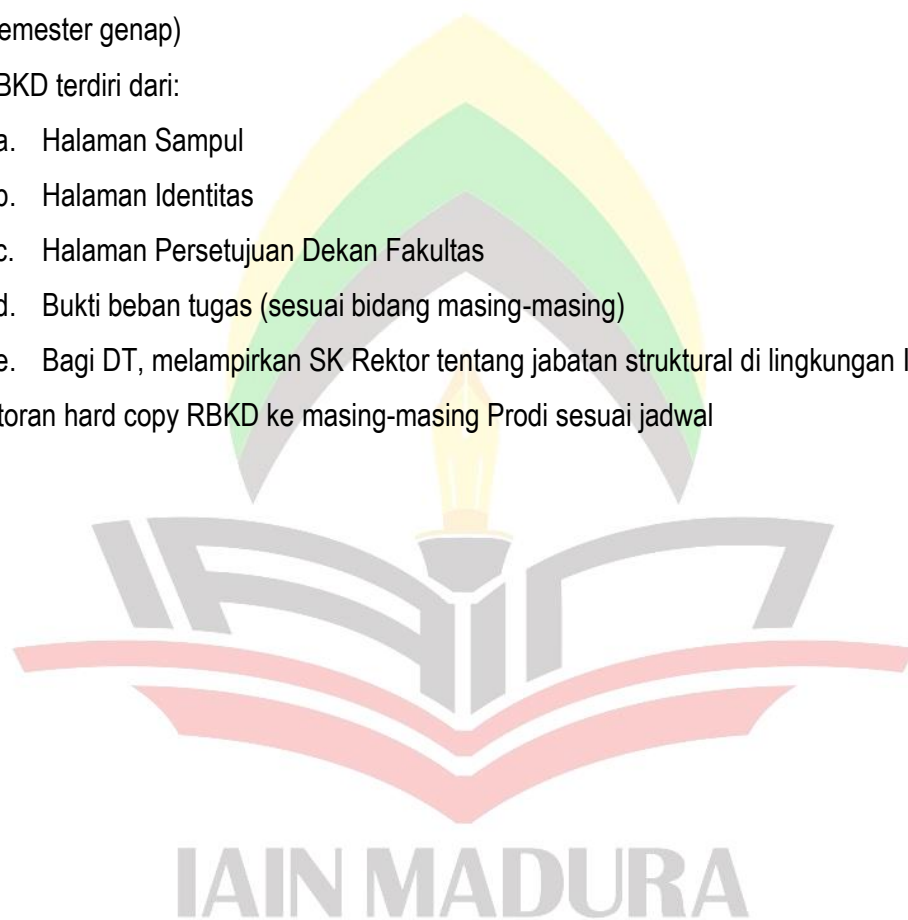 emester genap)
BKD terdiri dari:
a. Halaman Sampul
b. Halaman Identitas
c. Halaman Persetujuan Dekan Fakultas
d. Bukti beban tugas (sesuai bidang masing-masing)
e. Bagi DT, melampirkan SK Rektor tentang jabatan struktural di lingkungan
toran hard copy RBKD ke masing-masing Prodi sesuai jadwal
IAIN
IAIN MADURA